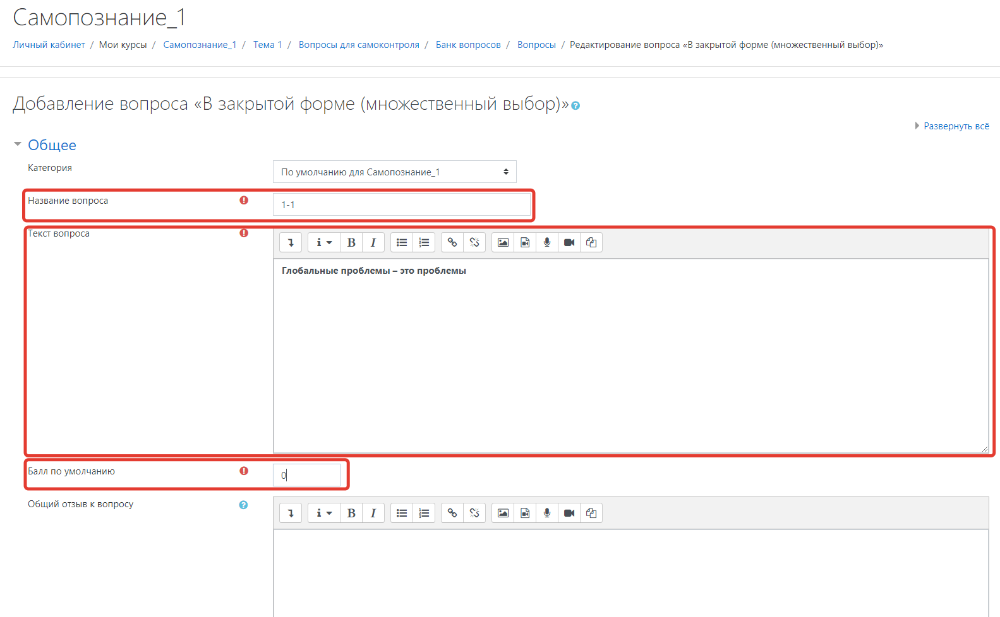 Самопознание_1
Личный кабинет / Мои курсы / Самопознание_1 / Тема 1 / Вопросы для самоконтроля / Банк вопросов / Вопросы / Редактирование вопроса «В закрытой форме (множественный выбор)»
Добавление вопроса «В закрытой форме (множественный выбор)»
Развернуть всё
Общее
Категория
По умолчанию для Самопознание_1
Название вопроса
1-1
Текст вопроса
Глобальные проблемы – это проблемы
Балл по умолчанию
0
Общий отзыв к вопросу